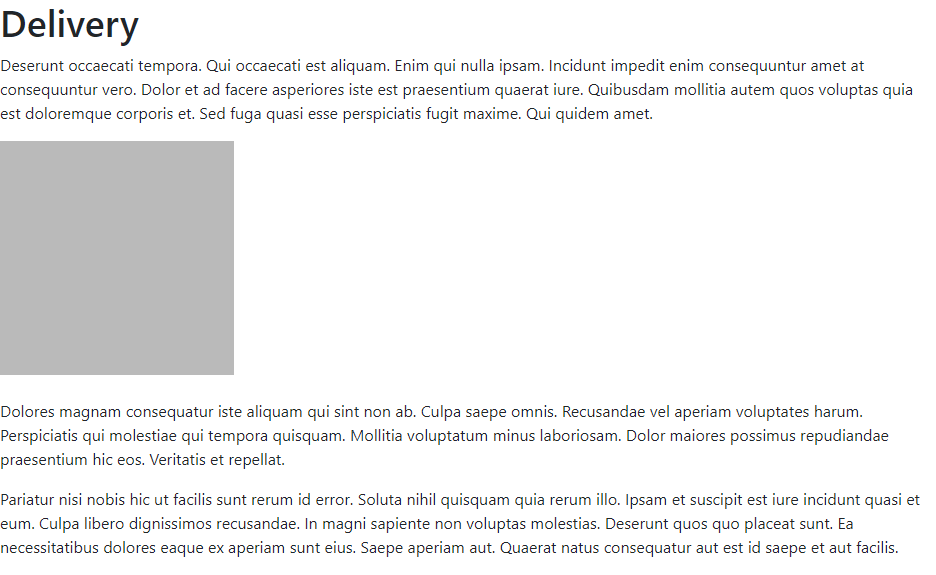 Delivery
Deserunt occaecati tempora. Qui occaecati est aliquam. Enim qui nulla ipsam. Incidunt impedit enim consequuntur amet at
consequuntur vero. Dolor et ad facere asperiores iste est praesentium quaerat iure. Quibusdam mollitia autem quos voluptas quia
est doloremque corporis et. Sed fuga quasi esse perspiciatis fugit maxime. Qui quidem amet.
Dolores magnam consequatur iste aliquam qui sint non ab. Culpa saepe omnis. Recusandae vel aperiam voluptates harum.
Perspiciatis qui molestiae qui tempora quisquam. Mollitia voluptatum minus laboriosam. Dolor maiores possimus repudiandae
praesentium hic eos. Veritatis et repellat.
Pariatur nisi nobis hic ut facilis sunt rerum id error. Soluta nihil quisquam quia rerum illo. Ipsam et suscipit est iure incidunt quasi et
eum. Culpa libero dignissimos recusandae. In magni sapiente non voluptas molestias. Deserunt quos quo placeat sunt. Ea
necessitatibus dolores eaque ex aperiam sunt eius. Saepe aperiam aut. Quaerat natus consequatur aut est id saepe et aut facilis.